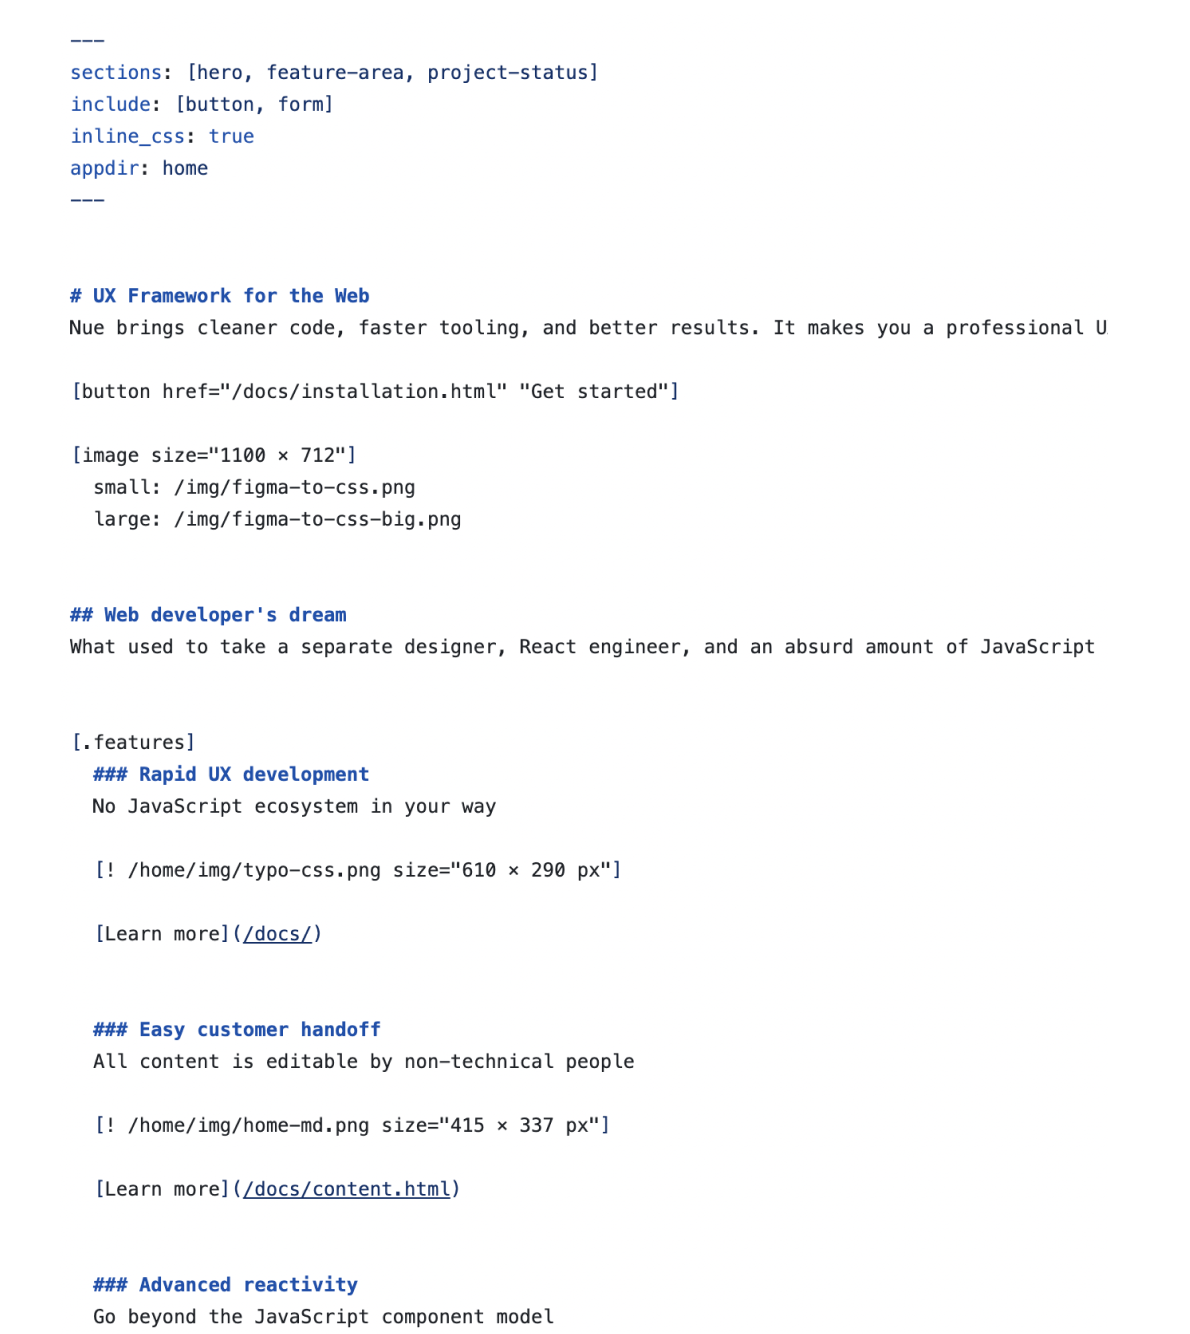 ---
sections: [hero, feature-area, project-status]
include: [button, form]
inline_css: true
appdir: home
---
# UX Framework for the Web
Nue brings cleaner code, faster tooling, and better results. It makes you a professional U
[button href="/docs/installation.html" "Get started"]
[image size="1100 × 712"]
small: /img/figma-to-css.png
large: /img/figma-to-css-big.png
## Web developer's dream
What used to take a separate designer, React engineer, and an absurd amount of JavaScript
[.features]
### Rapid UX development
No JavaScript ecosystem in your way
[! /home/img/typo-css.png size="610 × 290 px"]
[Learn more](/docs/)
### Easy customer handoff
All content is editable by non-technical people
[! /home/img/home-md.png size="415 × 337 px"]
[Learn more](/docs/content.html)
### Advanced reactivity
Go beyond the JavaScript component model